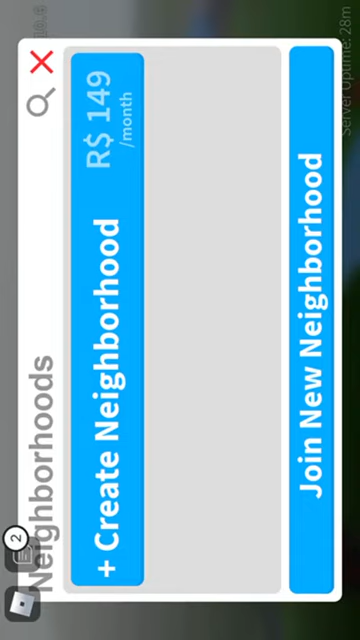 Neighborhoods
+ Create Neighborhood R$ 149
/month
Join New Neighborhood
Server Uptime: 28m
2